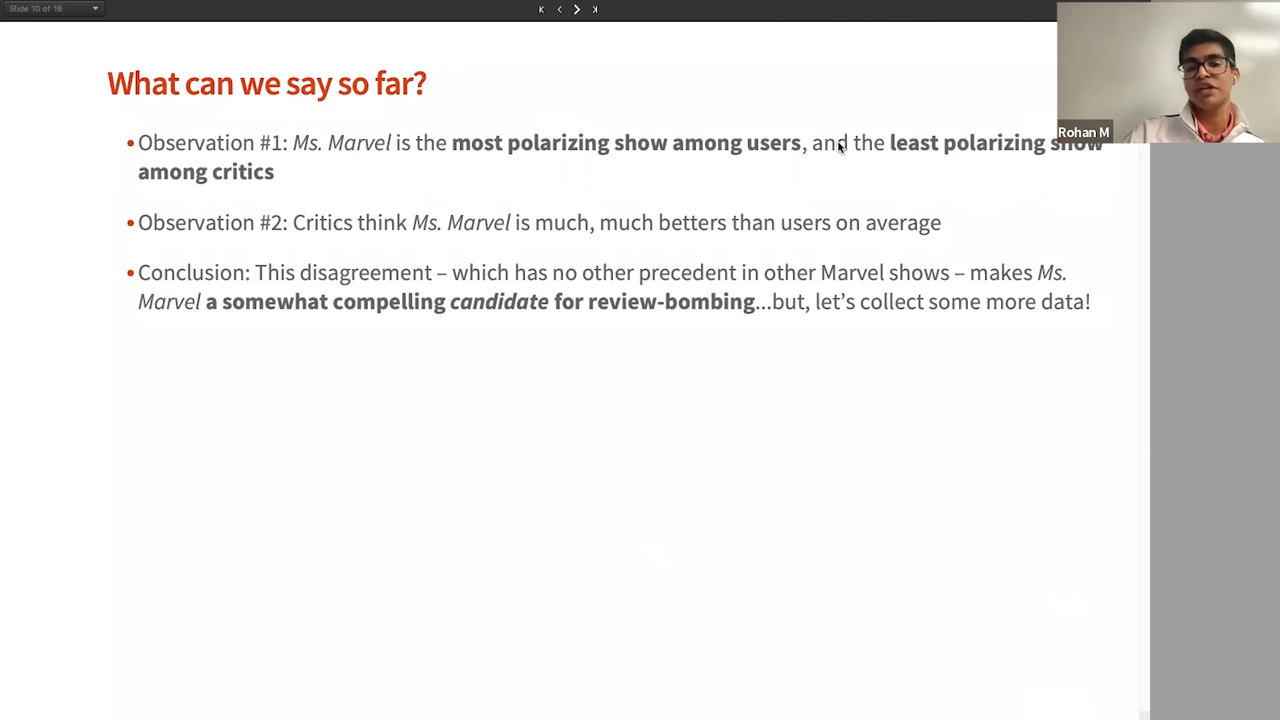 Slide 10 of 16
What can we say so far?
• Observation #1: Ms. Marvel is the most polarizing show among users, and the least polarizing show
among critics
• Observation #2: Critics think Ms. Marvel is much, much betters than users on average
• Conclusion: This disagreement – which has no other precedent in other Marvel shows – makes Ms.
Marvel a somewhat compelling candidate for review-bombing...but, let's collect some more data!
Rohan M